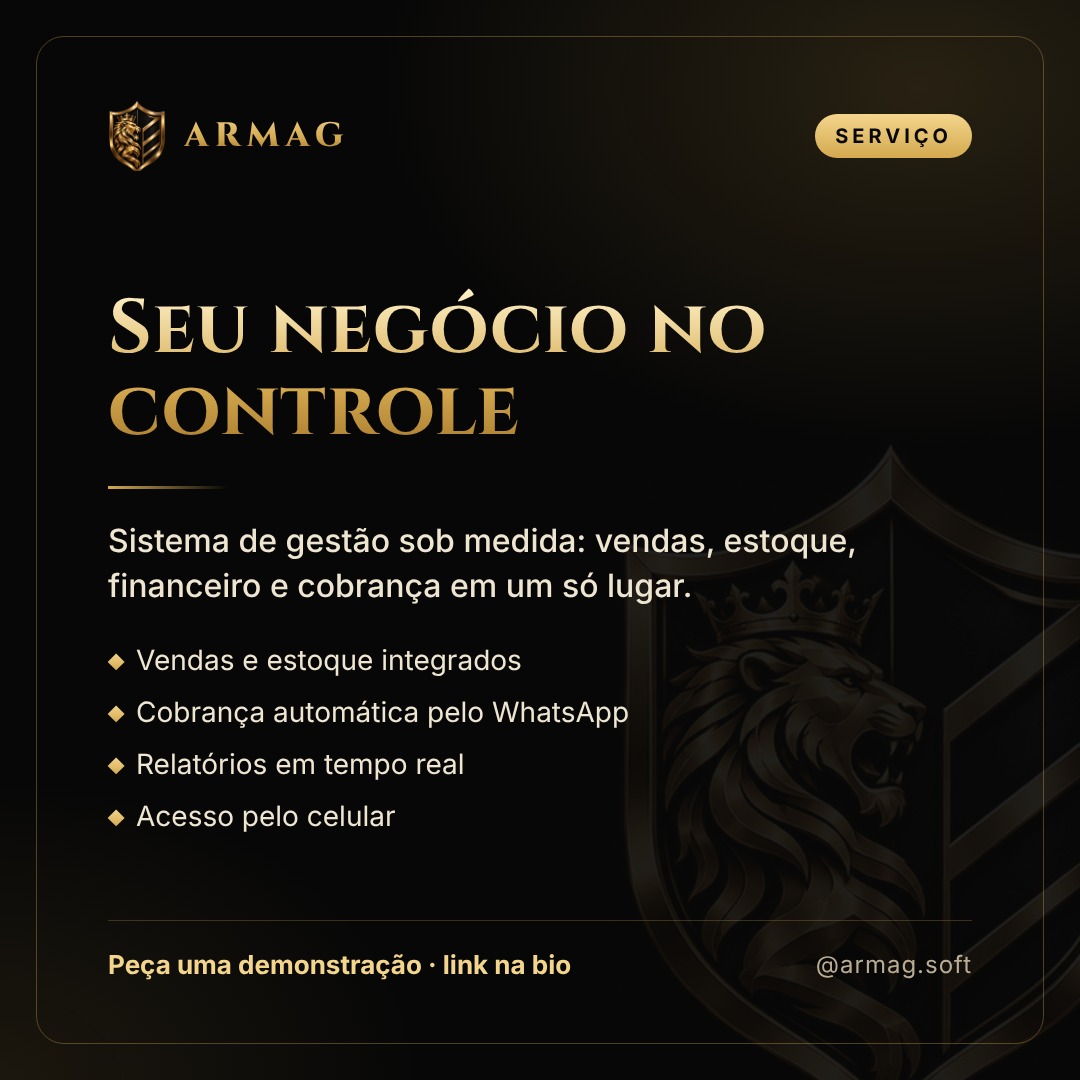 ARMAG
SERVIÇO
Seu negócio no
controle
Sistema de gestão sob medida: vendas, estoque,
financeiro e cobrança em um só lugar.
Vendas e estoque integrados
Cobrança automática pelo WhatsApp
Relatórios em tempo real
Acesso pelo celular
Peça uma demonstração · link na bio
@armag.soft